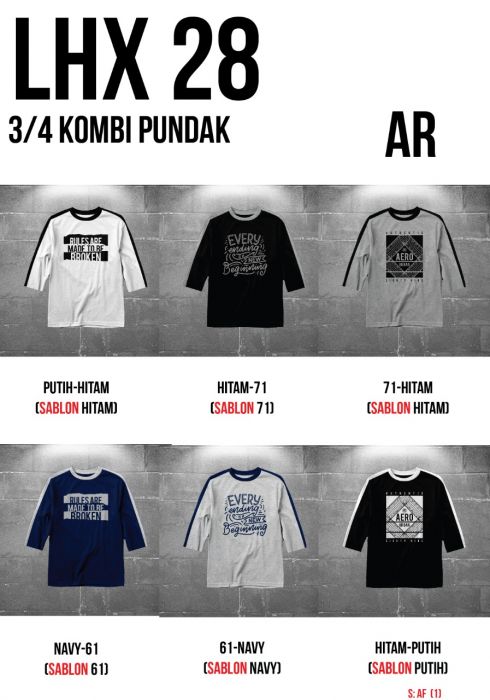 LHX 28
3/4 KOMBI PUNDAK
AR
RULES ARE
MADE TO BE
BROKEN
EVERY
ending
IS A
NEW
Beginning
AUTHENTIC
AERO
PUTIH-HITAM
(SABLON HITAM)
HITAM-71
(SABLON 71)
71-HITAM
(SABLON HITAM)
RULES ARE
MADE TO BE
BROKEN
EVERY
ending
IS A
NEW
Beginning
AUTHENTIC
AERO
NAVY-61
(SABLON 61)
61-NAVY
(SABLON NAVY)
HITAM-PUTIH
(SABLON PUTIH)
S: AF (1)